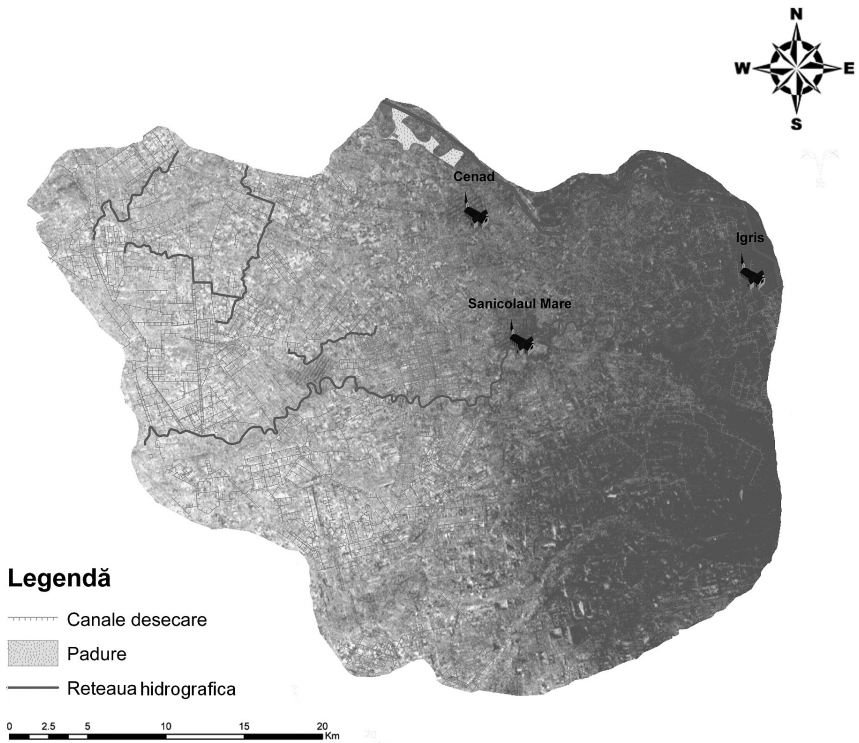 N
W E
S
Cenad
Igris
Sanicolaul Mare
Legendă
Canale desecare
Padure
Reteaua hidrografica
0 2.5 5 10 15 20
Km